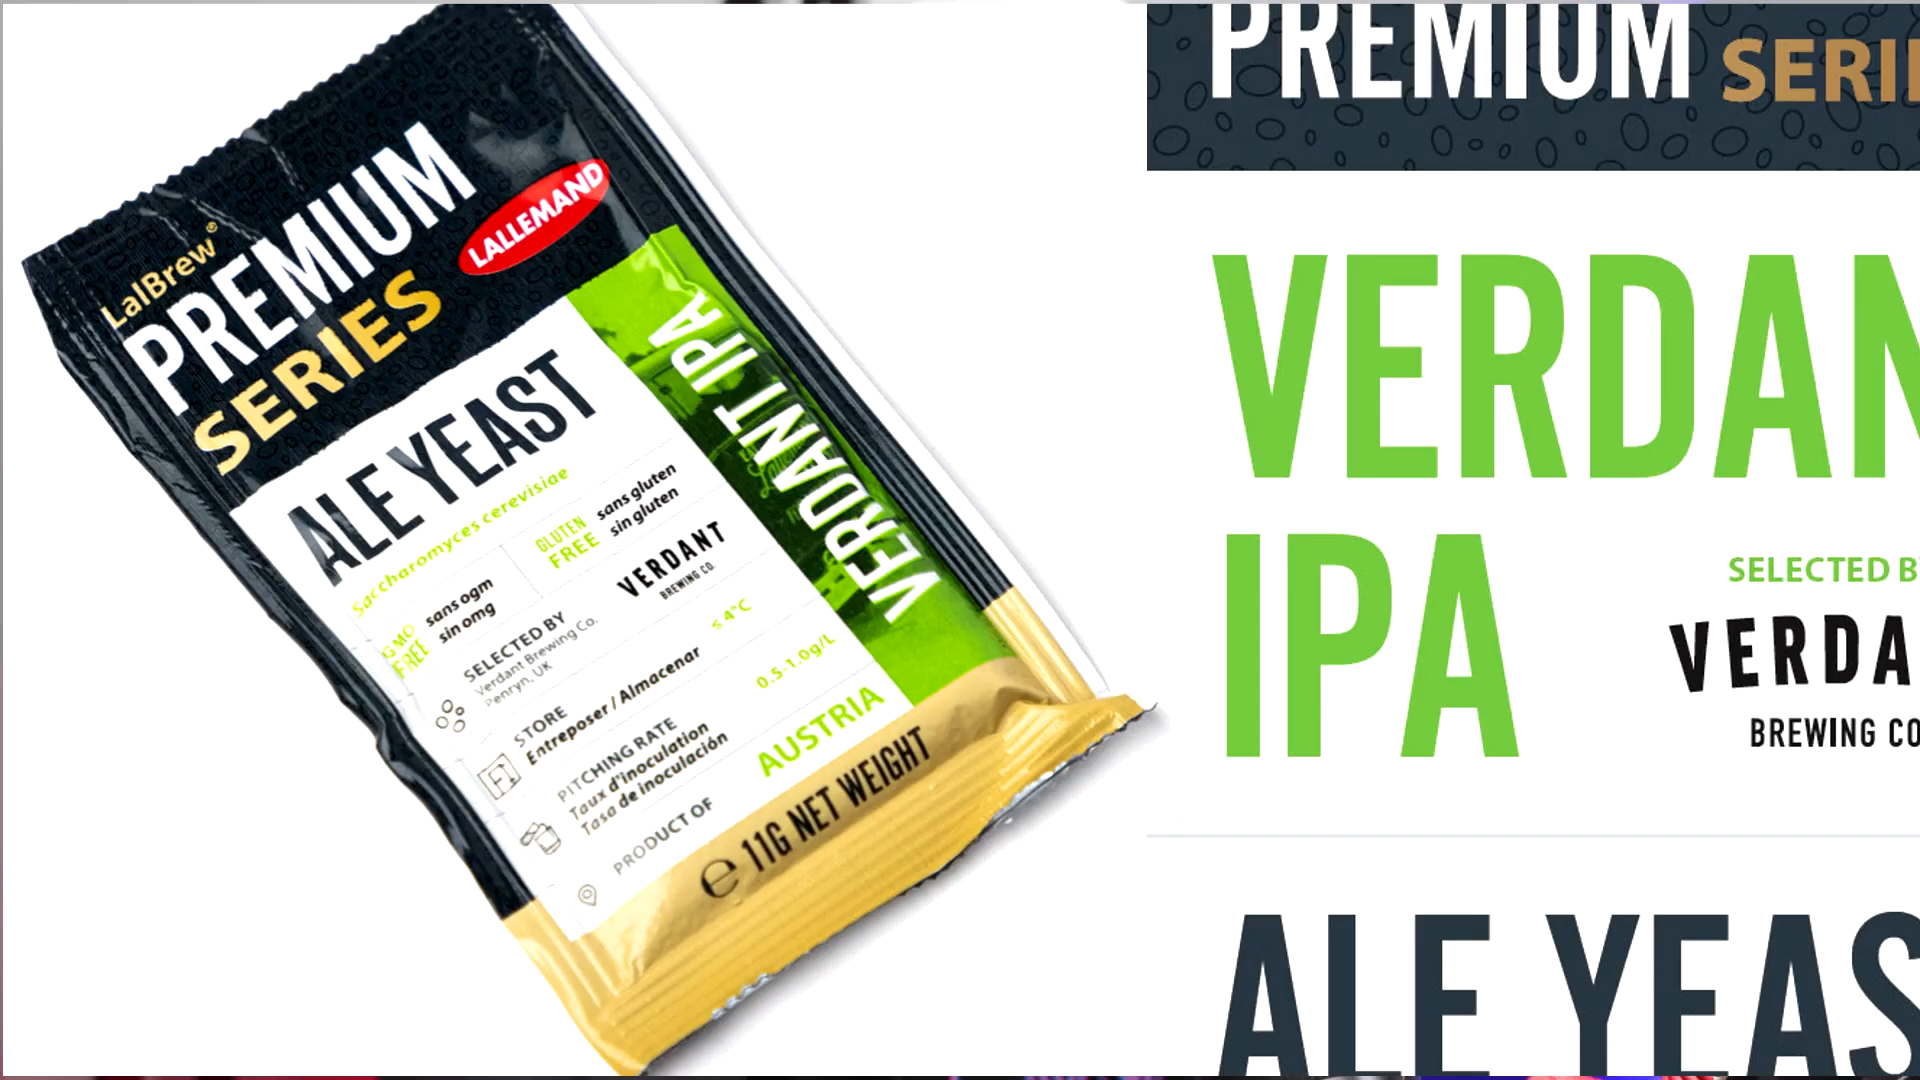 LalBrew®
PREMIUM
SERIES
LALLEMAND
ALE YEAST
Saccharomyces cerevisiae
GMO FREE
sans ogm
sin omg
GLUTEN FREE
sans gluten
sin gluten
SELECTED BY
Verdant Brewing Co.
Penryn, UK
VERDANT
BREWING CO.
STORE
Entreposer / Almacenar
≤ 4°C
PITCHING RATE
Taux d'inoculation
Tasa de inoculación
0.5-1.0g/L
PRODUCT OF
AUSTRIA
VERDANT IPA
e 11G NET WEIGHT
PREMIUM SERIE
VERDAN
IPA
SELECTED B
VERDA
BREWING CO
ALE YEAS